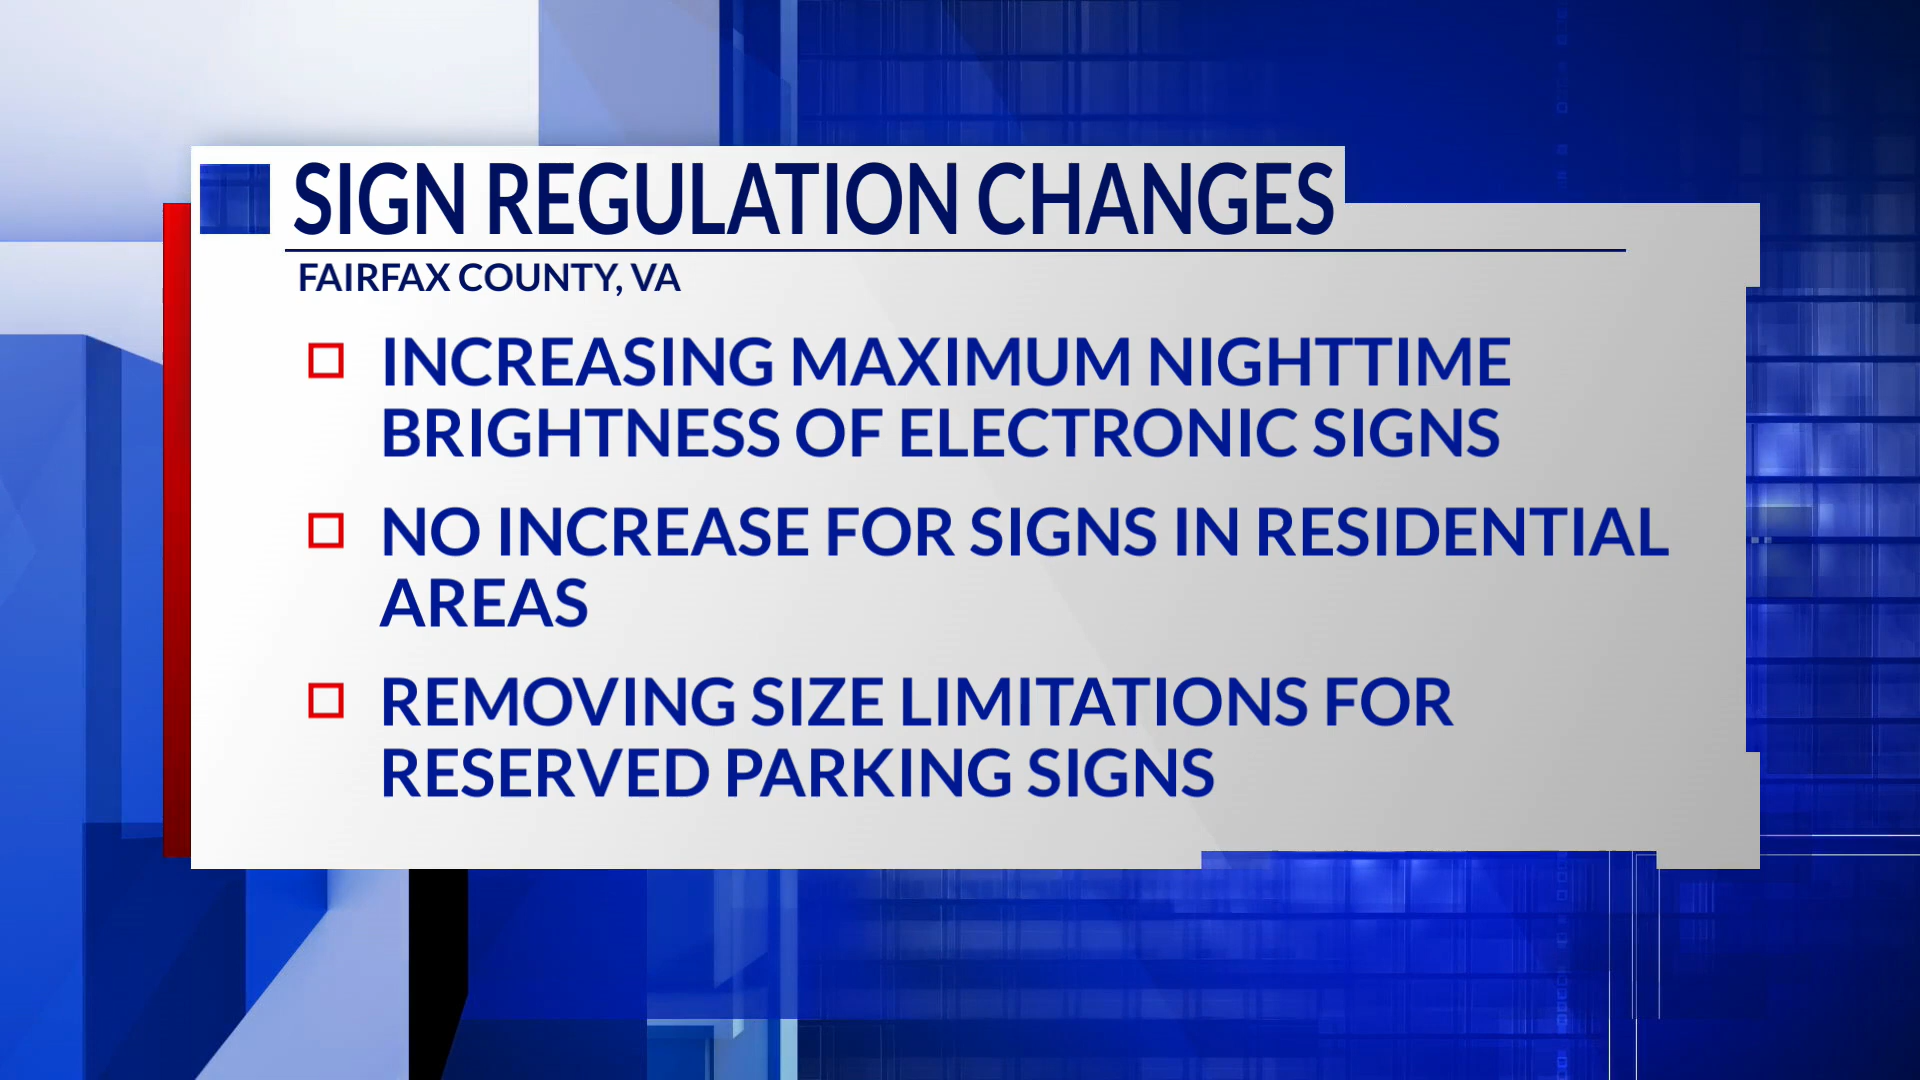 SIGN REGULATION CHANGES
FAIRFAX COUNTY, VA
INCREASING MAXIMUM NIGHTTIME
BRIGHTNESS OF ELECTRONIC SIGNS
NO INCREASE FOR SIGNS IN RESIDENTIAL
AREAS
REMOVING SIZE LIMITATIONS FOR
RESERVED PARKING SIGNS